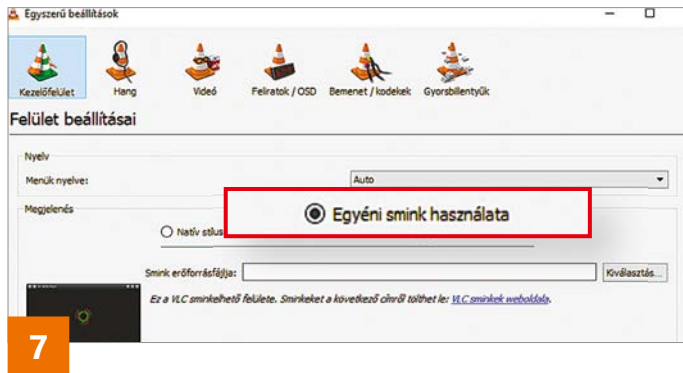 Egyszerű beállítások
Kezelőfelület Hang Videó Feliratok / OSD Bemenet / kodekek Gyorsbillentyűk
Felület beállításai
Nyelv
Menük nyelve: Auto
Megjelenés
Egyéni smink használata
Natív stílus
Smink erőforrásfájlja: Kiválasztás...
Ez a VLC sminkelhető felülete. Sminkeket a következő címről tölthet le: VLC sminkek weboldala.
7